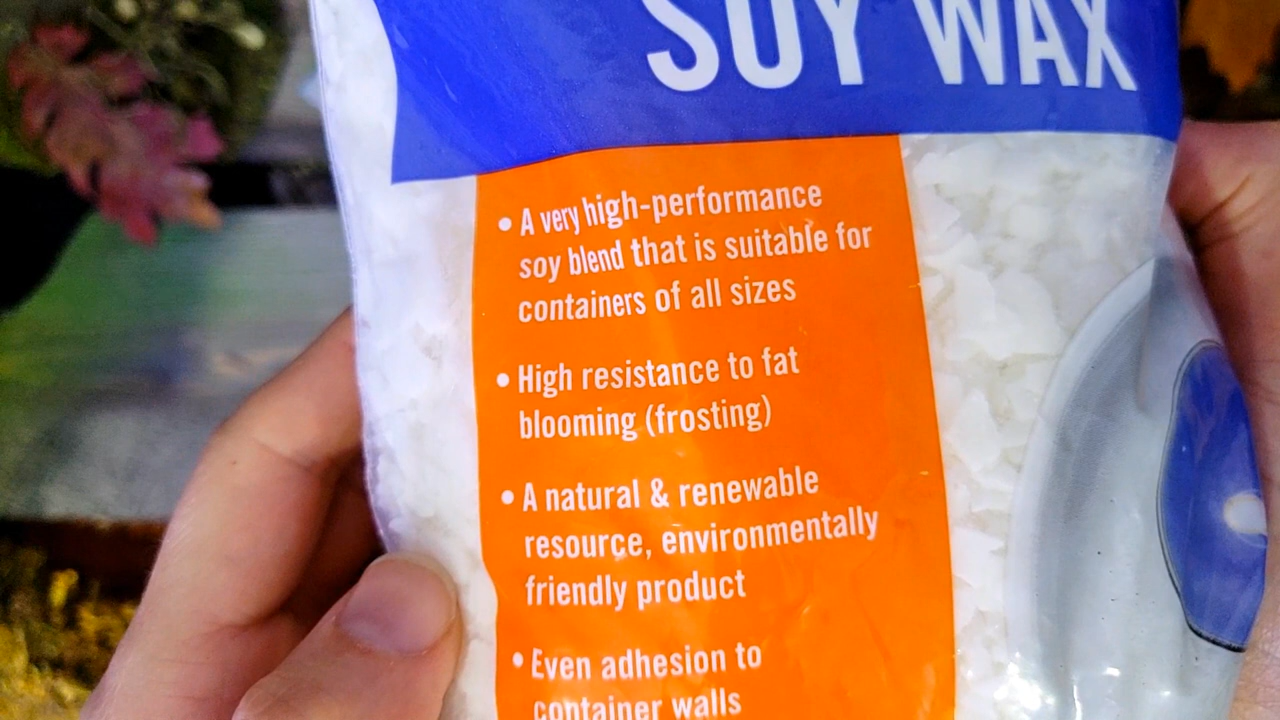 SOY WAX
• A very high-performance
soy blend that is suitable for
containers of all sizes
• High resistance to fat
blooming (frosting)
• A natural & renewable
resource, environmentally
friendly product
• Even adhesion to
container walls